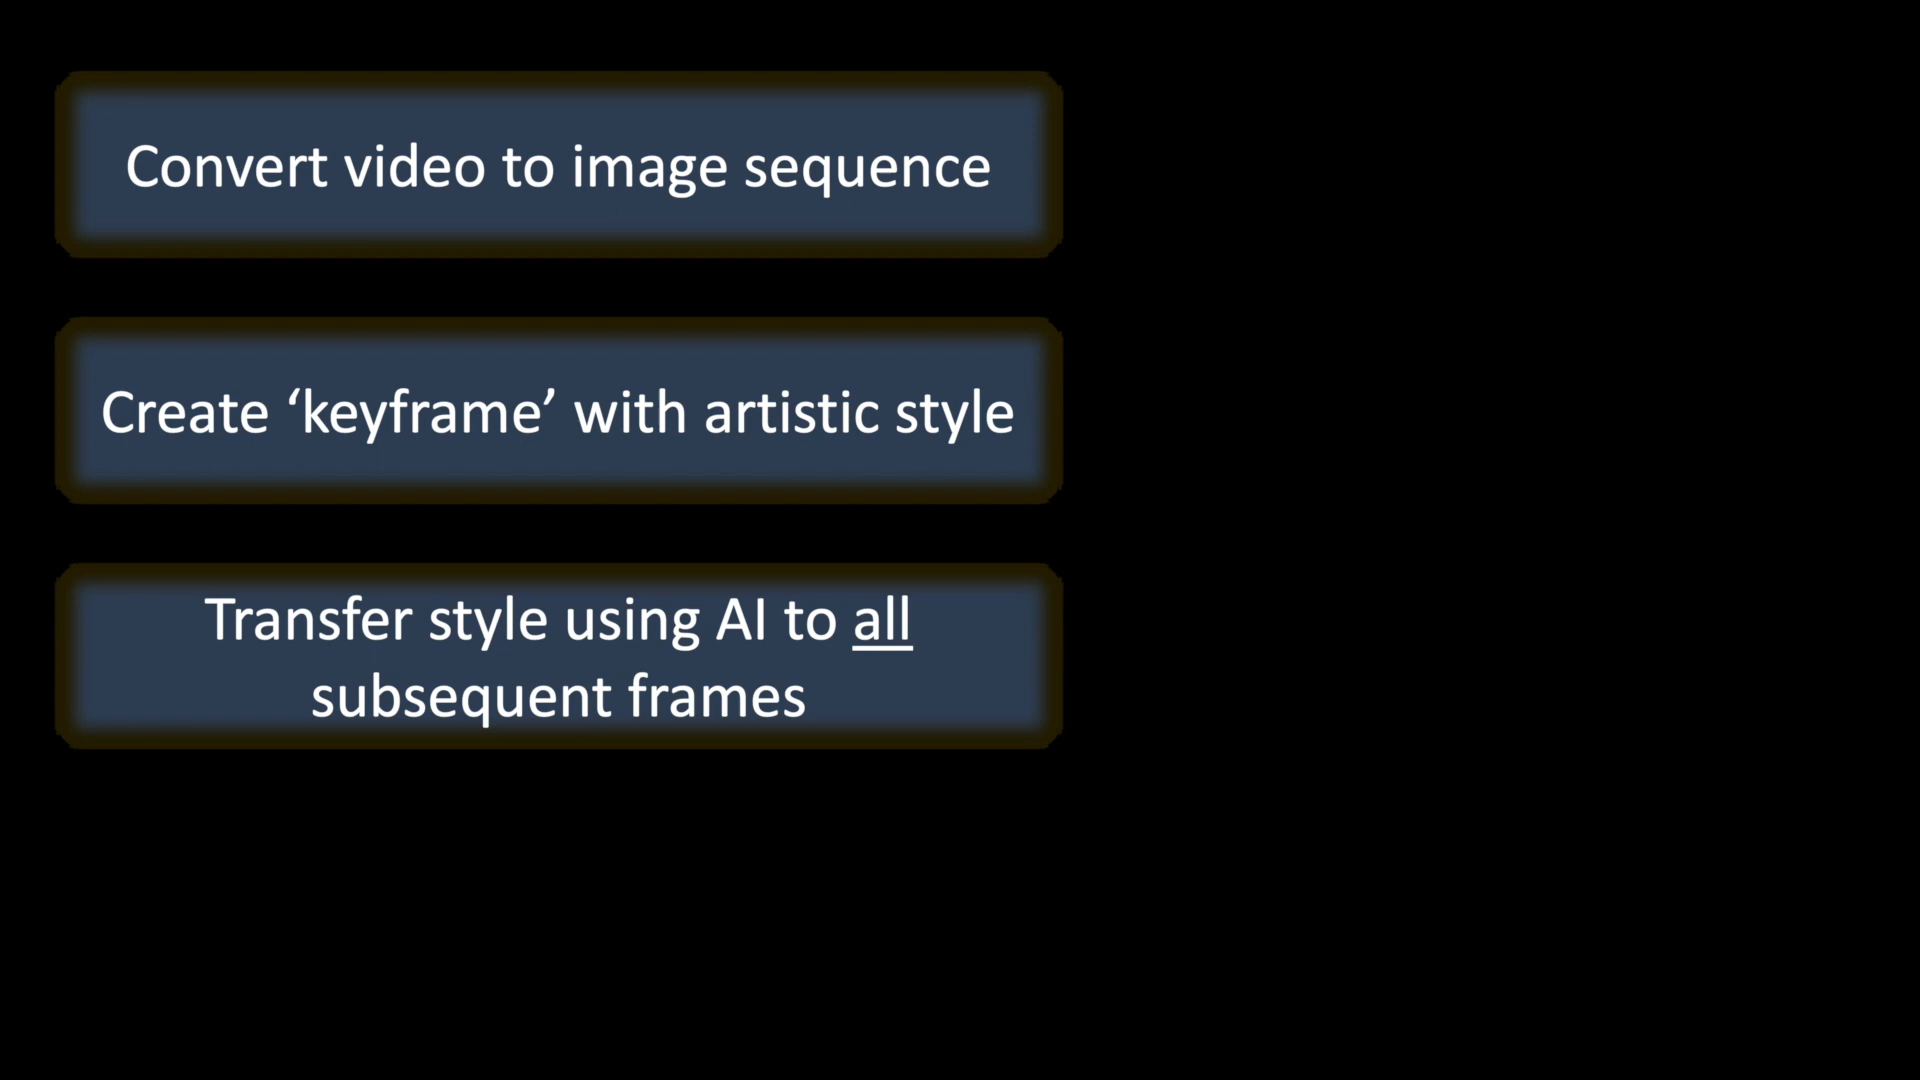 Convert video to image sequence
Create ‘keyframe’ with artistic style
Transfer style using AI to all
subsequent frames